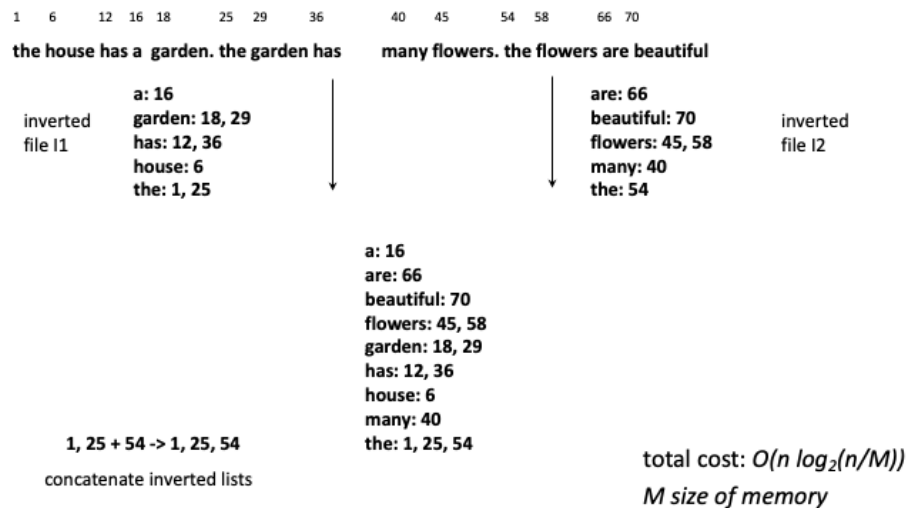 1 6 12 16 18 25 29 36 40 45 54 58 66 70
the house has a garden. the garden has many flowers. the flowers are beautiful
inverted
file I1
a: 16
garden: 18, 29
has: 12, 36
house: 6
the: 1, 25
are: 66
beautiful: 70
flowers: 45, 58
many: 40
the: 54
inverted
file I2
a: 16
are: 66
beautiful: 70
flowers: 45, 58
garden: 18, 29
has: 12, 36
house: 6
many: 40
the: 1, 25, 54
1, 25 + 54 -> 1, 25, 54
concatenate inverted lists
total cost: O(n log₂(n/M))
M size of memory